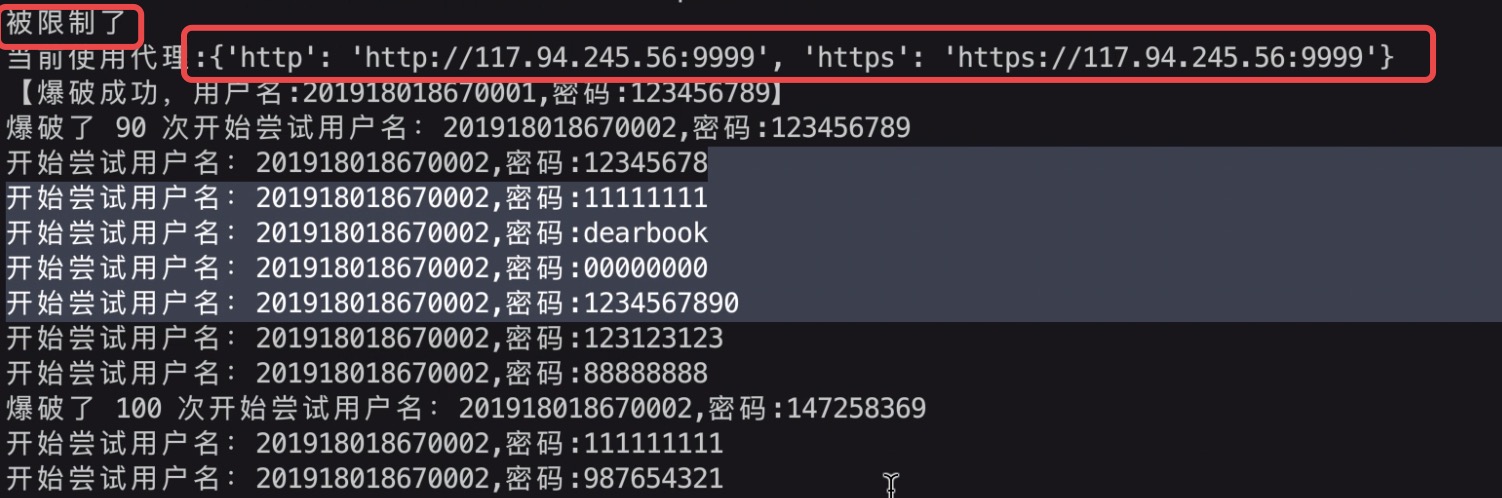 被限制了
当前使用代理:{'http': 'http://117.94.245.56:9999', 'https': 'https://117.94.245.56:9999'}
【爆破成功, 用户名:201918018670001,密码:123456789】
爆破了 90 次开始尝试用户名: 201918018670002,密码:123456789
开始尝试用户名: 201918018670002,密码:12345678
开始尝试用户名: 201918018670002,密码:11111111
开始尝试用户名: 201918018670002,密码:dearbook
开始尝试用户名: 201918018670002,密码:00000000
开始尝试用户名: 201918018670002,密码:1234567890
开始尝试用户名: 201918018670002,密码:123123123
开始尝试用户名: 201918018670002,密码:88888888
爆破了 100 次开始尝试用户名: 201918018670002,密码:147258369
开始尝试用户名: 201918018670002,密码:111111111
开始尝试用户名: 201918018670002,密码:987654321